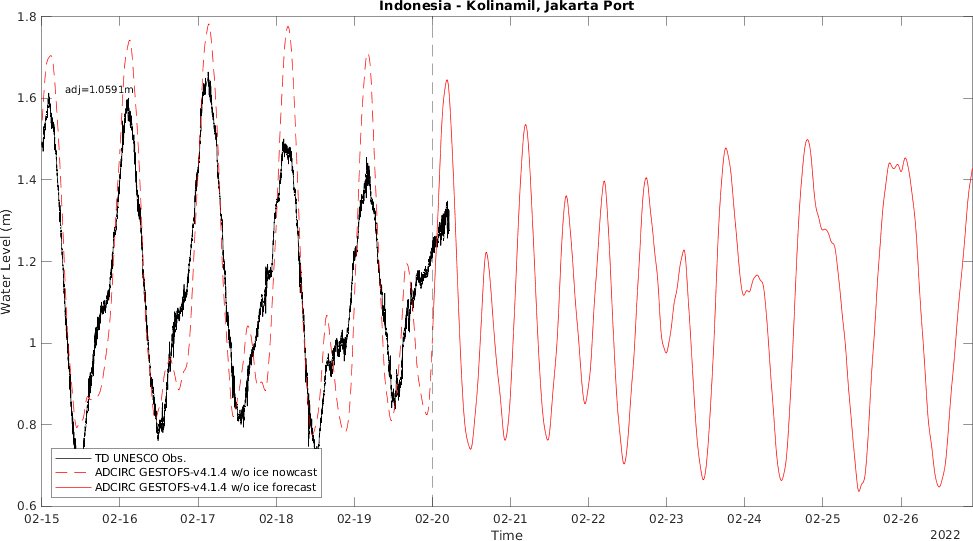 Indonesia - Kolinamil, Jakarta Port
1.8
1.6
1.4
1.2
1
0.8
0.6
Water Level (m)
adj=1.0591m
TD UNESCO Obs.
ADCIRC GESTOFS-v4.1.4 w/o ice nowcast
ADCIRC GESTOFS-v4.1.4 w/o ice forecast
02-15 02-16 02-17 02-18 02-19 02-20 02-21 02-22 02-23 02-24 02-25 02-26
Time
2022